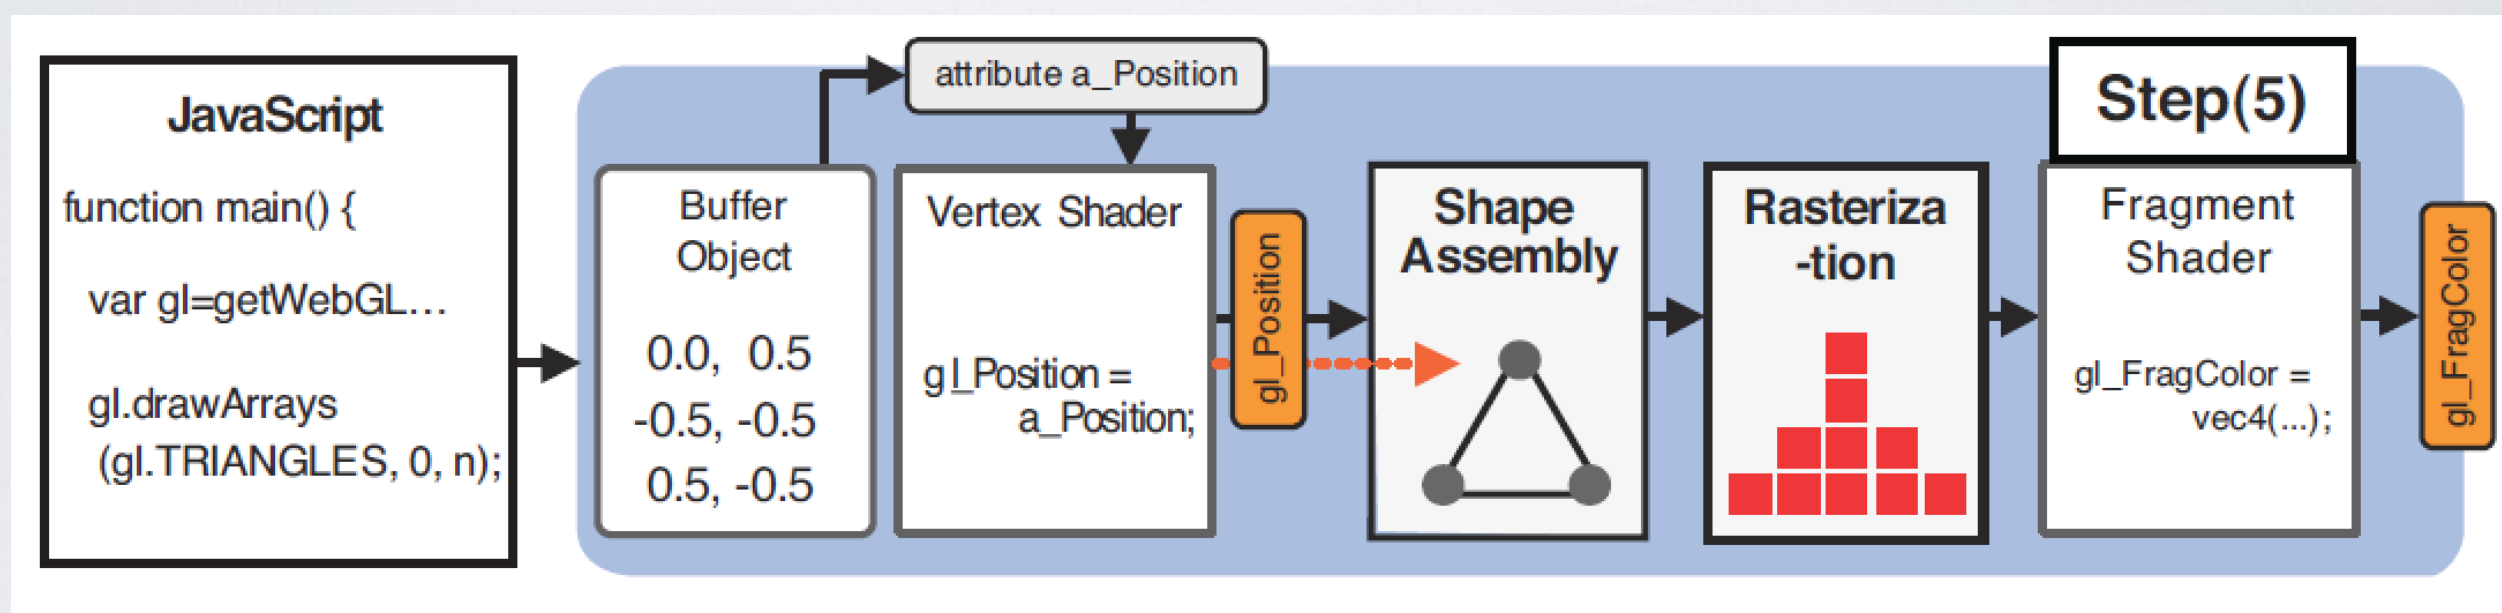 JavaScript
function main() {
var gl=getWebGL...
gl.drawArrays
(gl.TRIANGLES, 0, n);
Buffer
Object
0.0, 0.5
-0.5, -0.5
0.5, -0.5
attribute a_Position
Vertex Shader
gl_Position =
a_Position;
gl_Position
Shape
Assembly
Rasteriza
-tion
Step(5)
Fragment
Shader
gl_FragColor =
vec4(...);
gl_FragColor